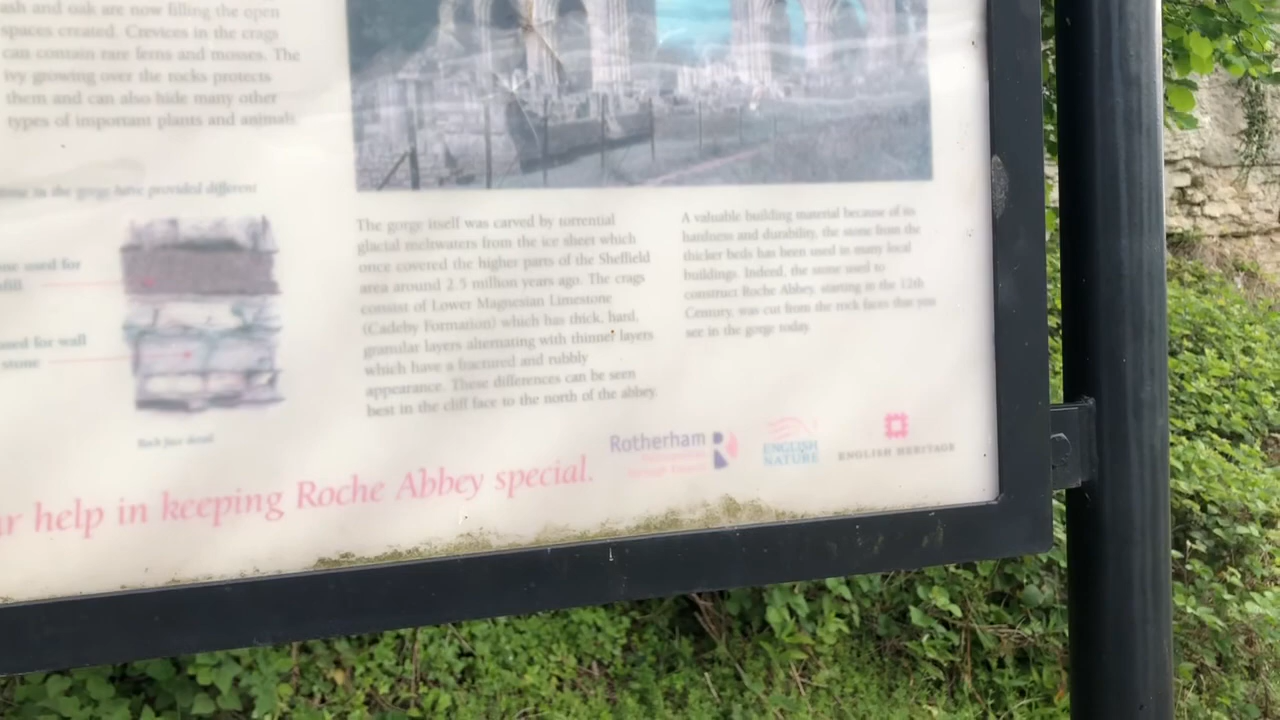 ash and oak are now filling the open
spaces created. Crevices in the crags
can contain rare ferns and mosses. The
ivy growing over the rocks protects
them and can also hide many other
types of important plants and animals.
in the gorge have provided different
used for
fill
used for wall
stone
Rock face detail
The gorge itself was carved by torrential
glacial meltwaters from the ice sheet which
once covered the higher parts of the Sheffield
area around 2.5 million years ago. The crags
consist of Lower Magnesian Limestone
(Cadeby Formation) which has thick, hard,
granular layers alternating with thinner layers
which have a fractured and rubbly
appearance. These differences can be seen
best in the cliff face to the north of the abbey.
A valuable building material because of its
hardness and durability, the stone from the
thicker beds has been used in many local
buildings. Indeed, the stone used to
construct Roche Abbey, starting in the 12th
Century, was cut from the rock faces that you
see in the gorge today.
help in keeping Roche Abbey special.
Rotherham
ENGLISH
NATURE
ENGLISH HERITAGE